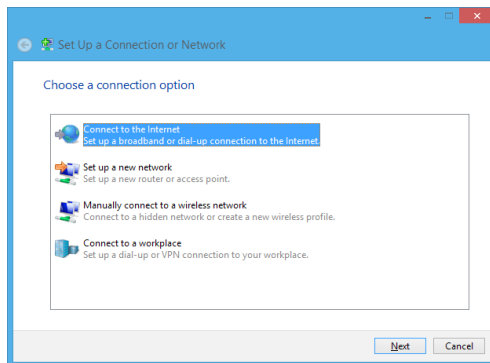 Set Up a Connection or Network
Choose a connection option
Connect to the Internet
Set up a broadband or dial-up connection to the Internet.
Set up a new network
Set up a new router or access point.
Manually connect to a wireless network
Connect to a hidden network or create a new wireless profile.
Connect to a workplace
Set up a dial-up or VPN connection to your workplace.
Next Cancel